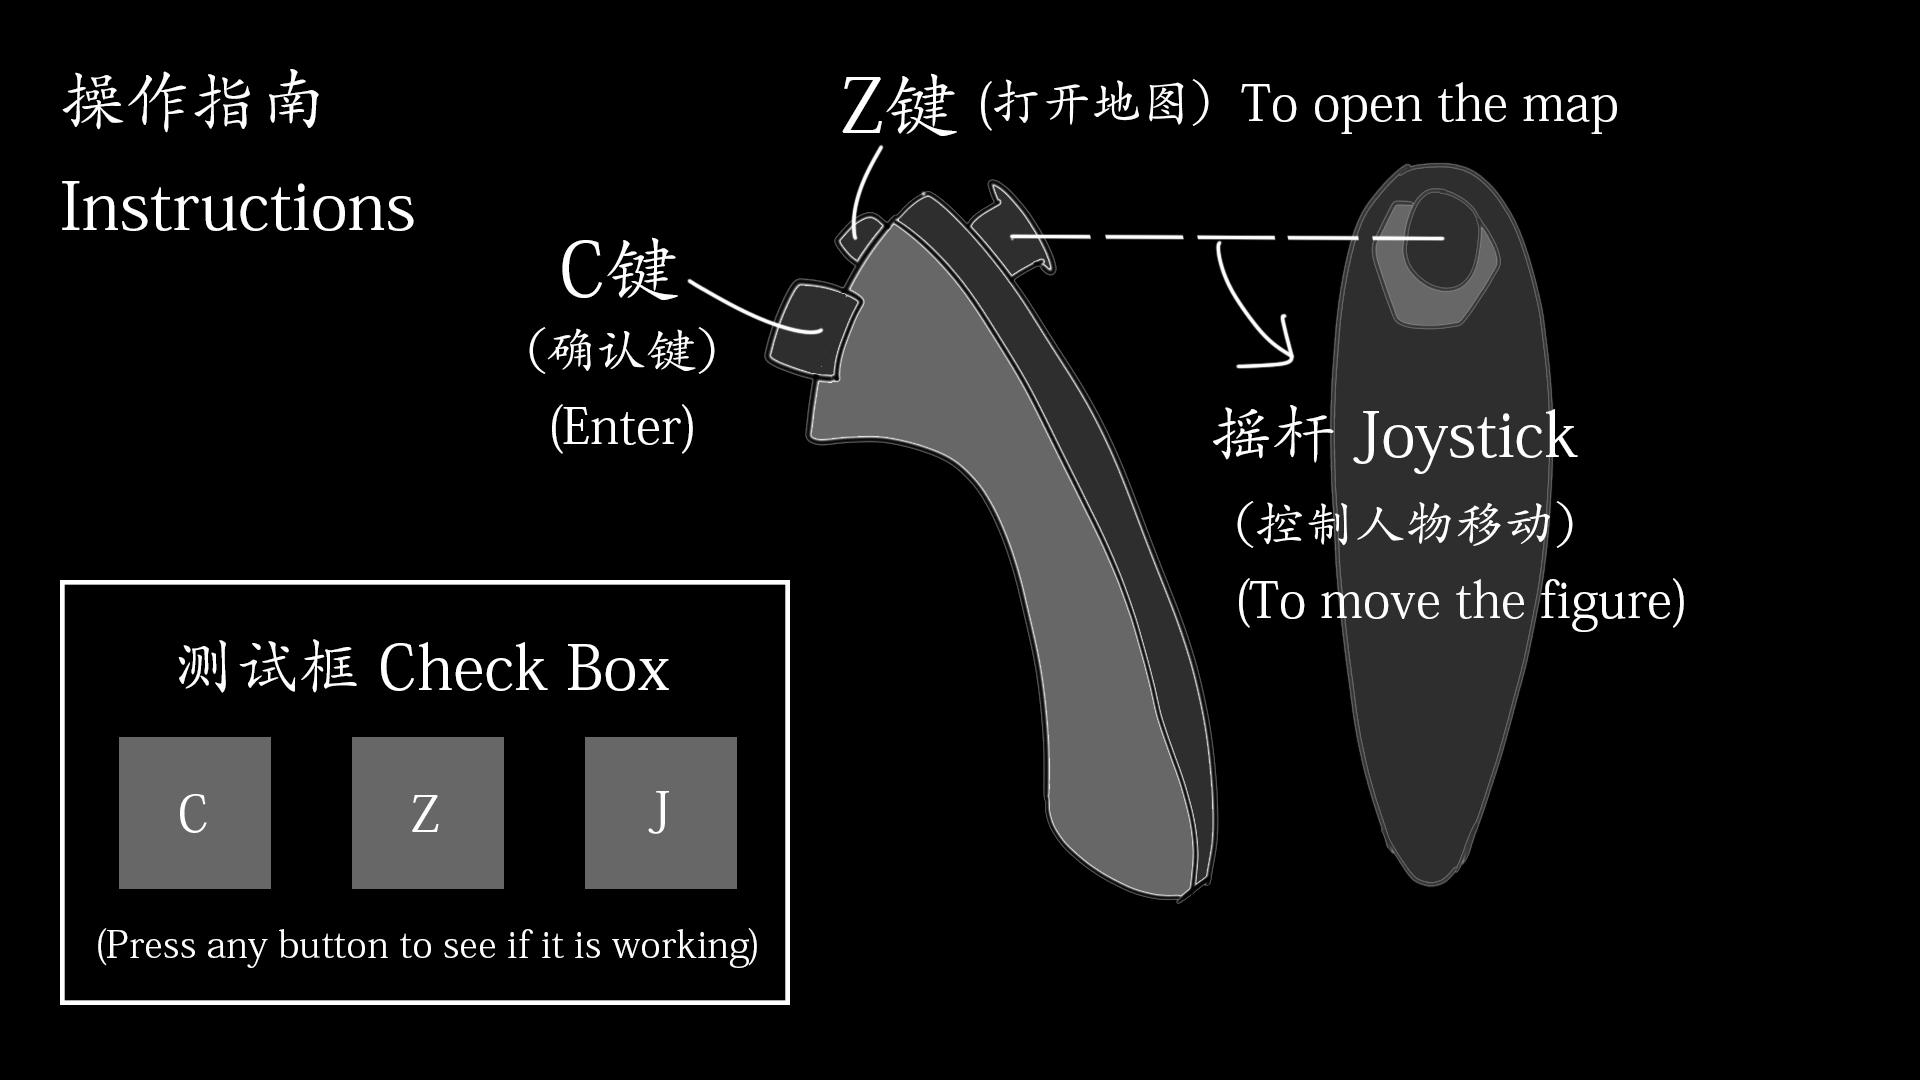 操作指南
Instructions
Z键 (打开地图）To open the map
C键
（确认键）
(Enter)
摇杆 Joystick
（控制人物移动）
(To move the figure)
测试框 Check Box
C Z J
(Press any button to see if it is working)